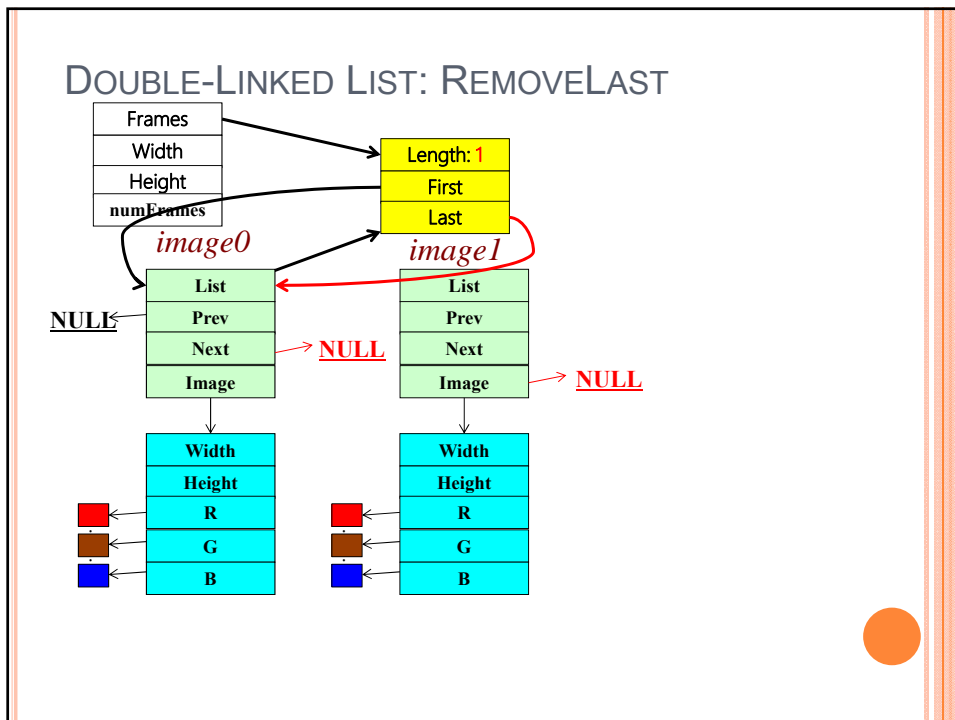 DOUBLE-LINKED LIST: REMOVELAST
Frames
Width
Height
numFrames
Length: 1
First
Last
image0
image1
List
Prev
Next
Image
NULL
NULL
List
Prev
Next
Image
NULL
Width
Height
R
G
B
Width
Height
R
G
B